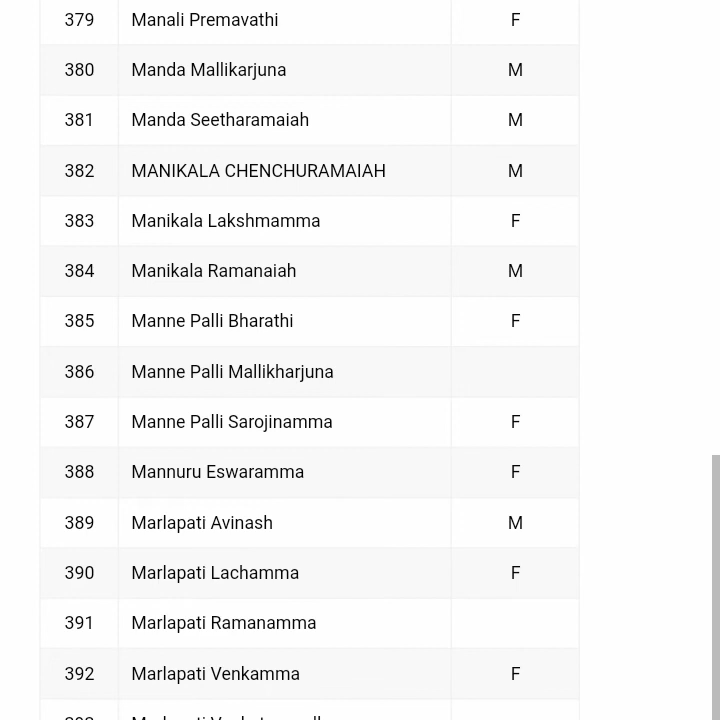 379 Manali Premavathi F
380 Manda Mallikarjuna M
381 Manda Seetharamaiah M
382 MANIKALA CHENCHURAMAIAH M
383 Manikala Lakshmamma F
384 Manikala Ramanaiah M
385 Manne Palli Bharathi F
386 Manne Palli Mallikharjuna
387 Manne Palli Sarojinamma F
388 Mannuru Eswaramma F
389 Marlapati Avinash M
390 Marlapati Lachamma F
391 Marlapati Ramanamma
392 Marlapati Venkamma F